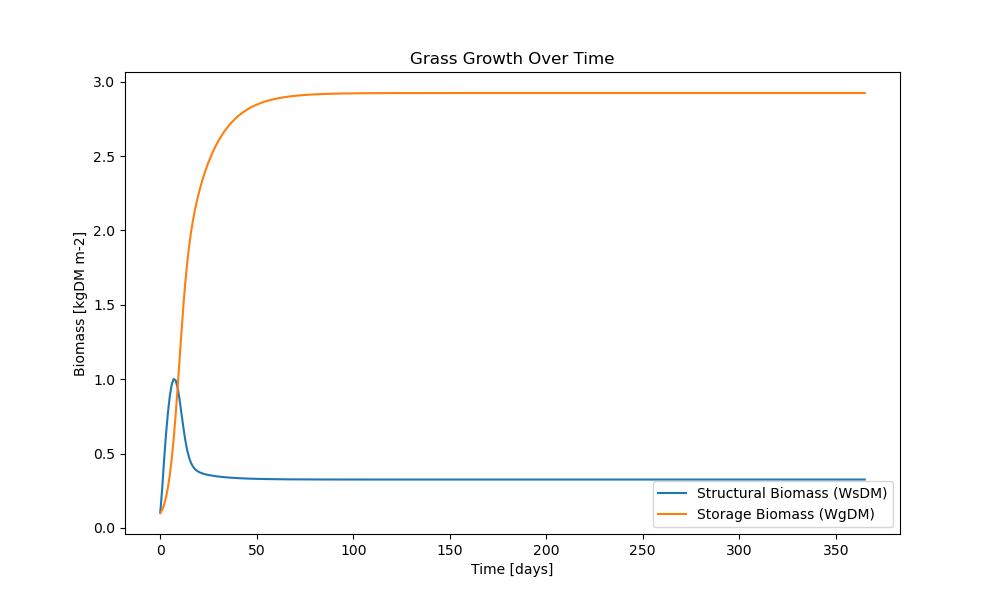 Grass Growth Over Time
Biomass [kgDM m-2]
3.0
2.5
2.0
1.5
1.0
0.5
0.0
Structural Biomass (WsDM)
Storage Biomass (WgDM)
0 50 100 150 200 250 300 350
Time [days]